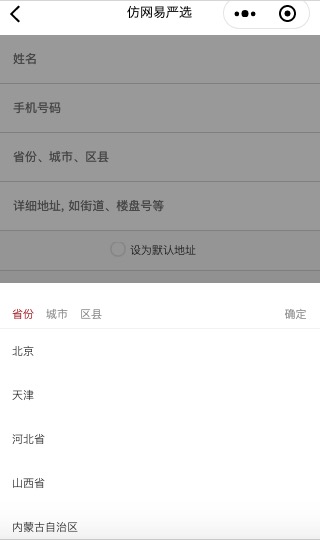 仿网易严选
姓名
手机号码
省份、城市、区县
详细地址, 如街道、楼盘号等
设为默认地址
省份 城市 区县 确定
北京
天津
河北省
山西省
内蒙古自治区